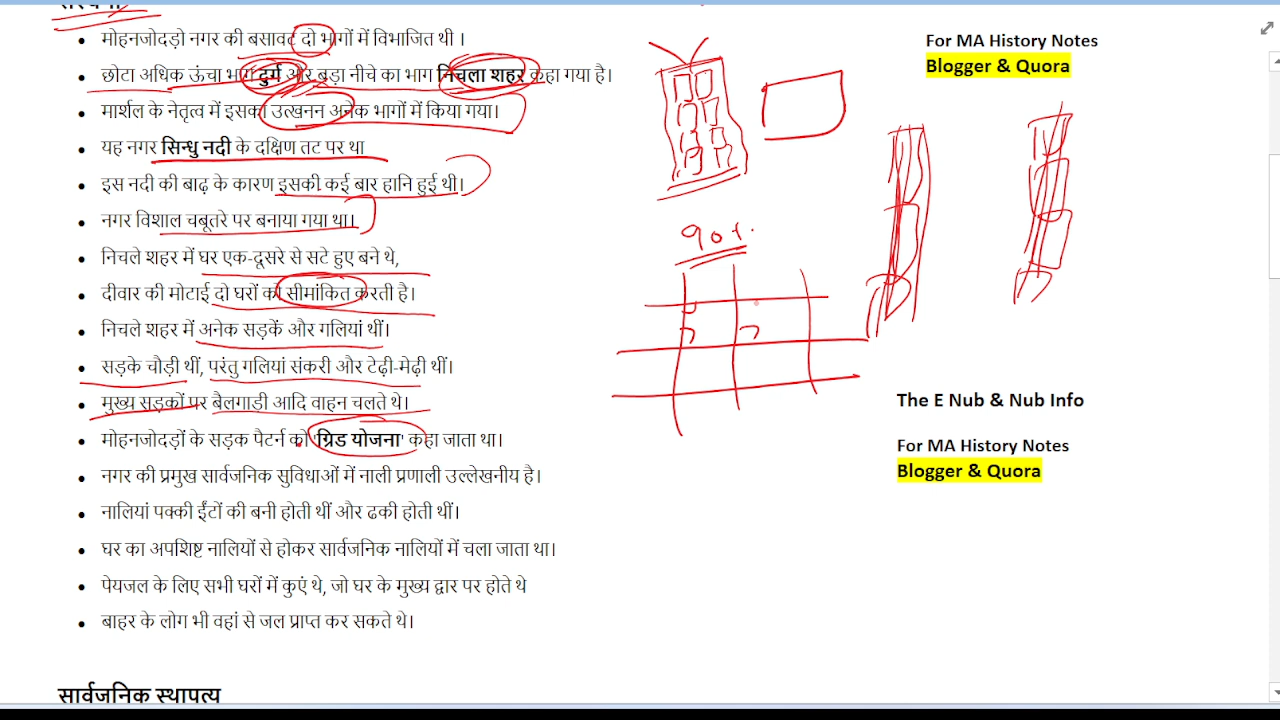 संरचना
मोहनजोदड़ो नगर की बसावट दो भागों में विभाजित थी ।
छोटा अधिक ऊंचा भाग दुर्ग और बड़ा नीचे का भाग निचला शहर कहा गया है।
मार्शल के नेतृत्व में इसका उत्खनन अनेक भागों में किया गया।
यह नगर सिन्धु नदी के दक्षिण तट पर था
इस नदी की बाढ़ के कारण इसकी कई बार हानि हुई थी।
नगर विशाल चबूतरे पर बनाया गया था।
निचले शहर में घर एक-दूसरे से सटे हुए बने थे,
दीवार की मोटाई दो घरों को सीमांकित करती है।
निचले शहर में अनेक सड़कें और गलियां थीं।
सड़के चौड़ी थीं, परंतु गलियां संकरी और टेढ़ी-मेढ़ी थीं।
मुख्य सड़कों पर बैलगाड़ी आदि वाहन चलते थे।
मोहनजोदड़ों के सड़क पैटर्न को 'ग्रिड योजना' कहा जाता था।
नगर की प्रमुख सार्वजनिक सुविधाओं में नाली प्रणाली उल्लेखनीय है।
नालियां पक्की ईंटों की बनी होती थीं और ढकी होती थीं।
घर का अपशिष्ट नालियों से होकर सार्वजनिक नालियों में चला जाता था।
पेयजल के लिए सभी घरों में कुएं थे, जो घर के मुख्य द्वार पर होते थे
बाहर के लोग भी वहां से जल प्राप्त कर सकते थे।
सार्वजनिक स्थापत्य
For MA History Notes
Blogger & Quora
The E Nub & Nub Info
For MA History Notes
Blogger & Quora